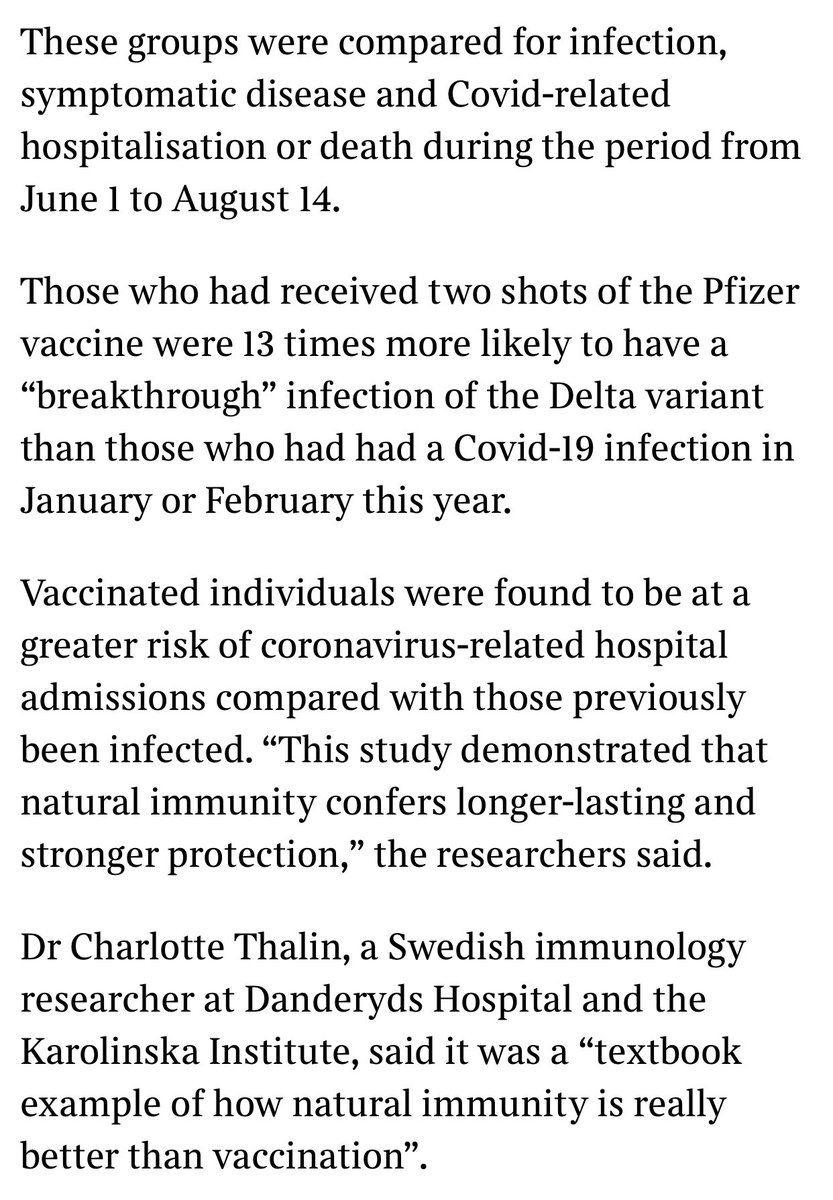 These groups were compared for infection,
symptomatic disease and Covid-related
hospitalisation or death during the period from
June 1 to August 14.
Those who had received two shots of the Pfizer
vaccine were 13 times more likely to have a
“breakthrough” infection of the Delta variant
than those who had had a Covid-19 infection in
January or February this year.
Vaccinated individuals were found to be at a
greater risk of coronavirus-related hospital
admissions compared with those previously
been infected. “This study demonstrated that
natural immunity confers longer-lasting and
stronger protection,” the researchers said.
Dr Charlotte Thalin, a Swedish immunology
researcher at Danderyds Hospital and the
Karolinska Institute, said it was a “textbook
example of how natural immunity is really
better than vaccination”.